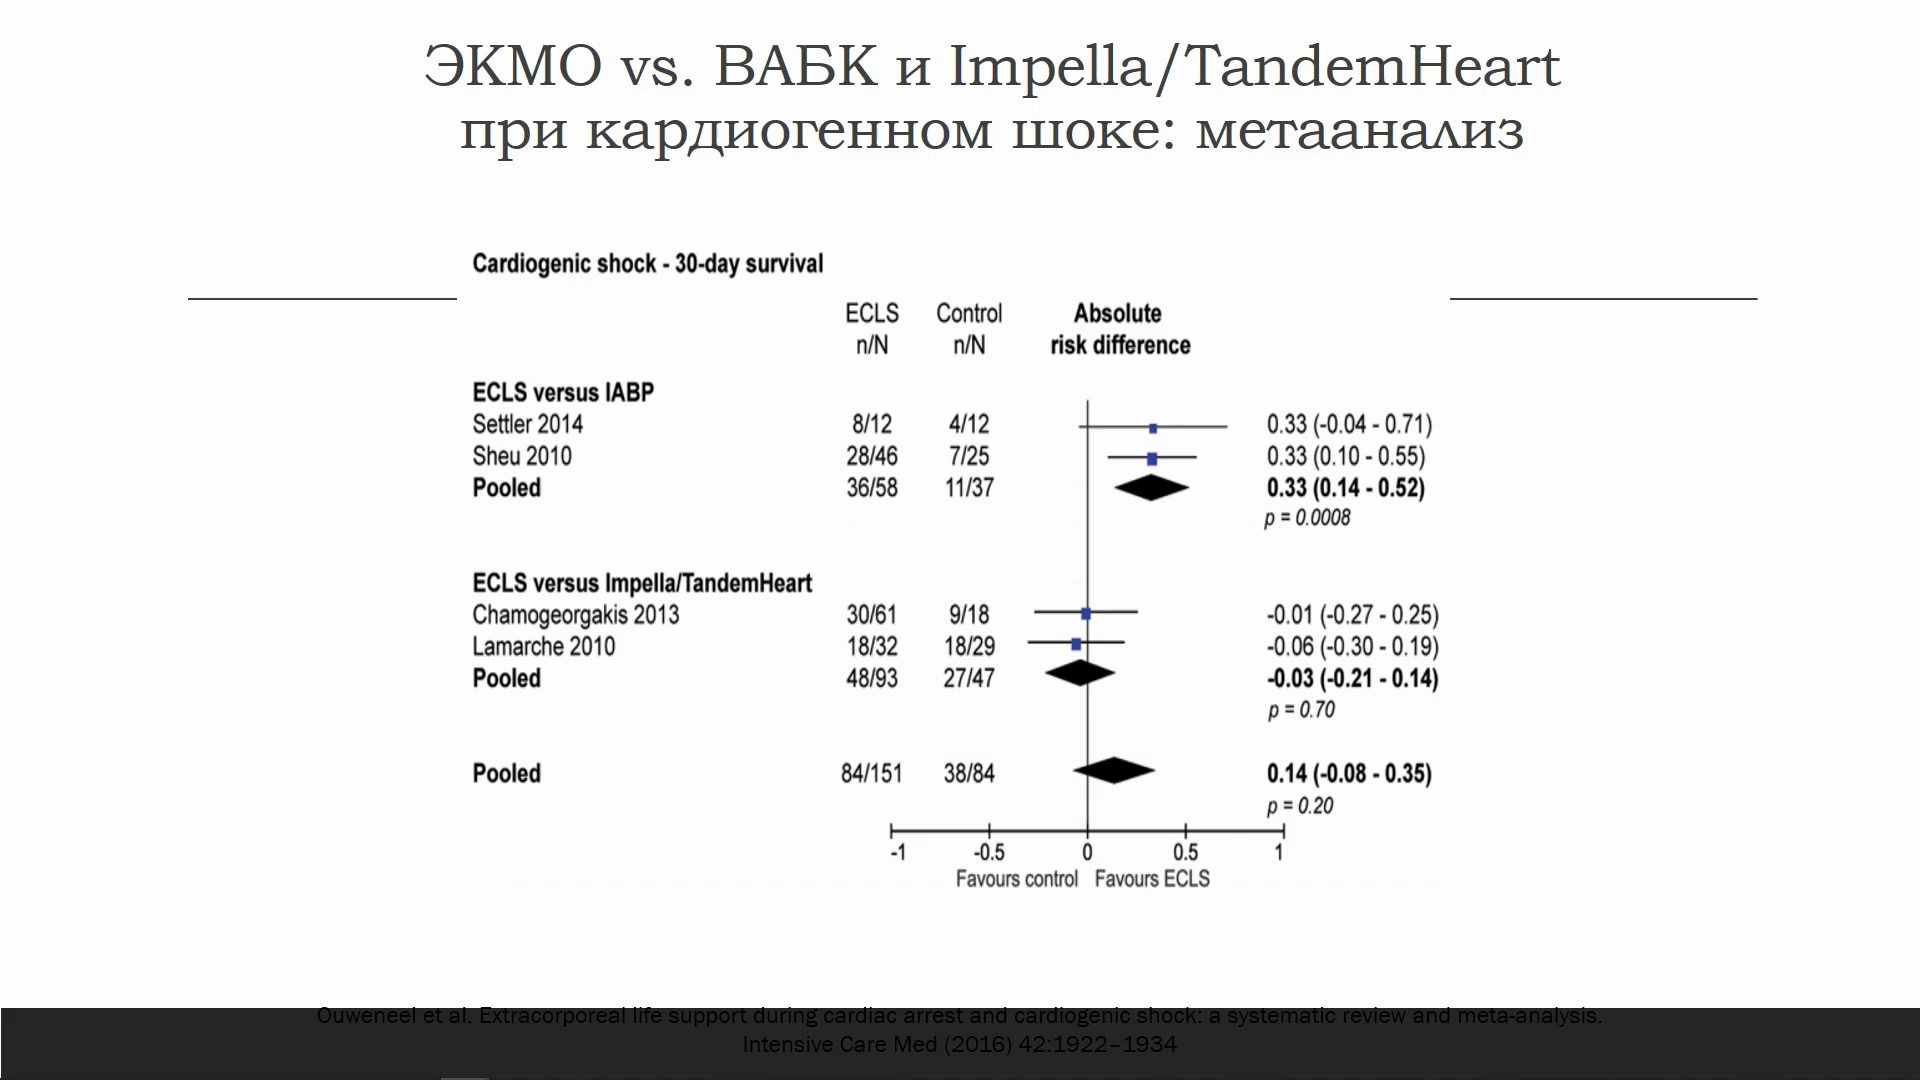 ЭКМО vs. ВАБК и Impella/TandemHeart
при кардиогенном шоке: метаанализ
Cardiogenic shock - 30-day survival
ECLS Control Absolute
n/N n/N risk difference
ECLS versus IABP
Settler 2014 8/12 4/12 0.33 (-0.04 - 0.71)
Sheu 2010 28/46 7/25 0.33 (0.10 - 0.55)
Pooled 36/58 11/37 0.33 (0.14 - 0.52)
p = 0.0008
ECLS versus Impella/TandemHeart
Chamogeorgakis 2013 30/61 9/18 -0.01 (-0.27 - 0.25)
Lamarche 2010 18/32 18/29 -0.06 (-0.30 - 0.19)
Pooled 48/93 27/47 -0.03 (-0.21 - 0.14)
p = 0.70
Pooled 84/151 38/84 0.14 (-0.08 - 0.35)
p = 0.20
-1 -0.5 0 0.5 1
Favours control Favours ECLS
Ouweneel et al. Extracorporeal life support during cardiac arrest and cardiogenic shock: a systematic review and meta-analysis.
Intensive Care Med (2016) 42:1922–1934